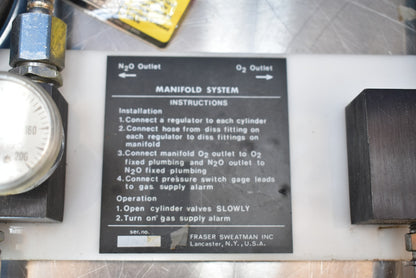 N2O Outlet
O2 Outlet
MANIFOLD SYSTEM
INSTRUCTIONS
Installation
1. Connect a regulator to each cylinder
2. Connect hose from diss fitting on
each regulator to diss fittings on
manifold
3. Connect manifold O2 outlet to O2
fixed plumbing and N2O outlet to
N2O fixed plumbing
4. Connect pressure switch gage leads
to gas supply alarm
Operation
1. Open cylinder valves SLOWLY
2. Turn on gas supply alarm
ser. no.
FRASER SWEATMAN INC
Lancaster, N.Y., U.S.A.
160
200